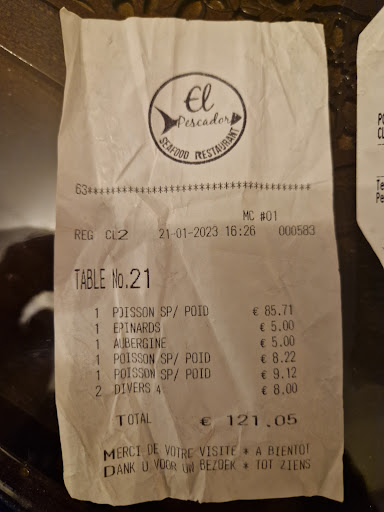 El
Pescador
SEAFOOD RESTAURANT
63***********************************
MC #01
REG CL2 21-01-2023 16:26 000583
TABLE No.21
1 POISSON SP/ POID € 85.71
1 EPINARDS € 5.00
1 AUBERGINE € 5.00
1 POISSON SP/ POID € 8.22
1 POISSON SP/ POID € 9.12
2 DIVERS 4 € 8.00
TOTAL € 121.05
MERCI DE VOTRE VISITE * A BIENTO!
DANK U VOOR UW BEZOEK * TOT ZIENS